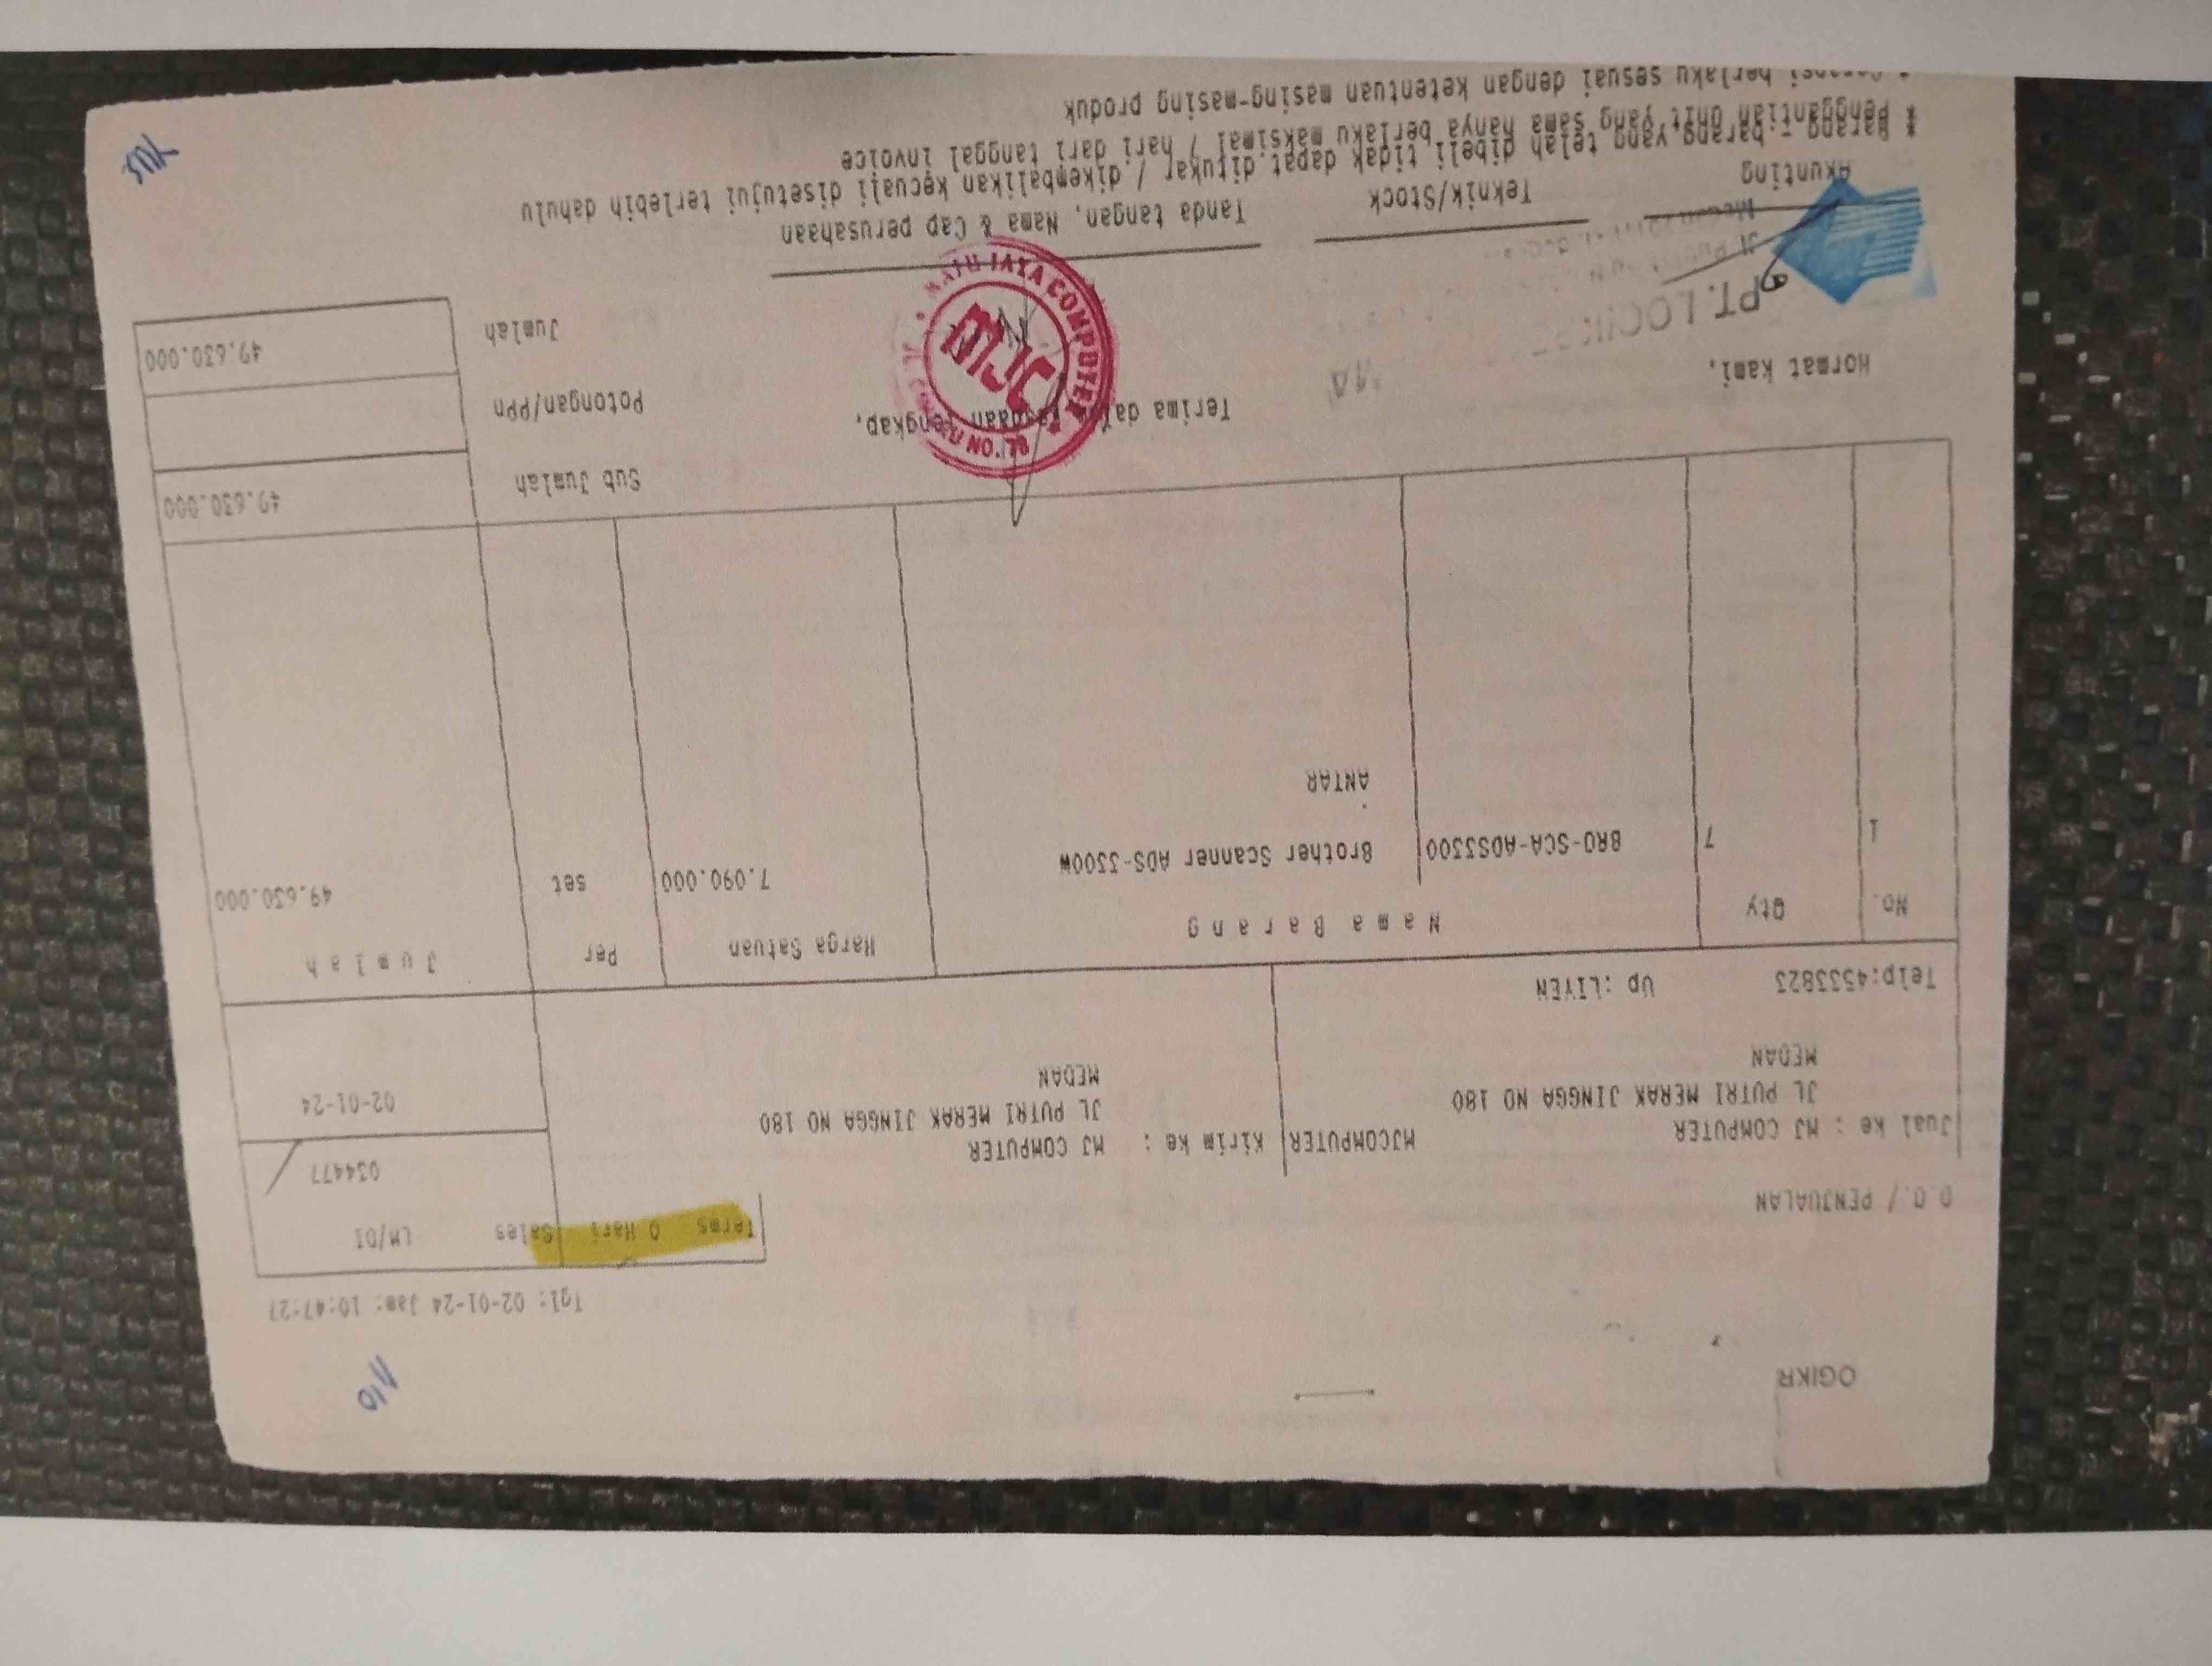 OGIKR
Tgl: 02-01-24 Jam: 10:47:27
D.O. / PENJUALAN
Terms 0 Hari Sales LM/DI
034477
Jual ke : MJ COMPUTER MJCOMPUTER
JL PUTRI MERAK JINGGA NO 180
MEDAN
Telp:4533823 Up :LIYEN
Kirim ke : MJ COMPUTER
JL PUTRI MERAK JINGGA NO 180
MEDAN
02-01-24
No. Qty Nama Barang Harga Satuan Per Jumlah
1 7 BRO-SCA-ADS3300 Brother Scanner ADS-3300W 7.090.000 set 49.630.000
.
ANTAR
Sub Jumlah 49.630.000
Potongan/PPn
Jumlah 49.630.000
Hormat kami,
Terima dalam keadaan lengkap,
MAJU JAYA COMPUTER
MJC
PT.
Akunting
Teknik/Stock
Tanda tangan, Nama & Cap perusahaan
* Barang - barang yang telah dibeli tidak dapat ditukar / dikembalikan kecuali disetujui terlebih dahulu
* Penggantian Unit yang sama hanya berlaku maksimal 7 hari dari tanggal invoice
* Garansi berlaku sesuai dengan ketentuan masing-masing produk